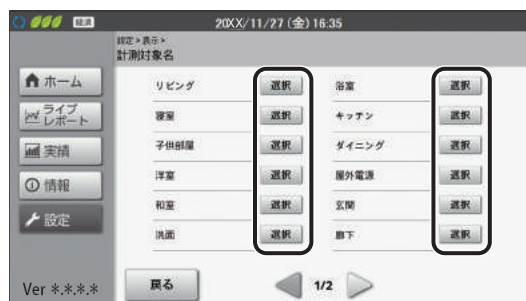 経済 20XX/11/27 (金) 16:35
設定>表示>
計測対象名
ホーム
ライブ
レポート
実績
情報
設定
Ver *.*.*.*
リビング 選択 浴室 選択
寝室 選択 キッチン 選択
子供部屋 選択 ダイニング 選択
洋室 選択 屋外電源 選択
和室 選択 玄関 選択
洗面 選択 廊下 選択
戻る 1/2